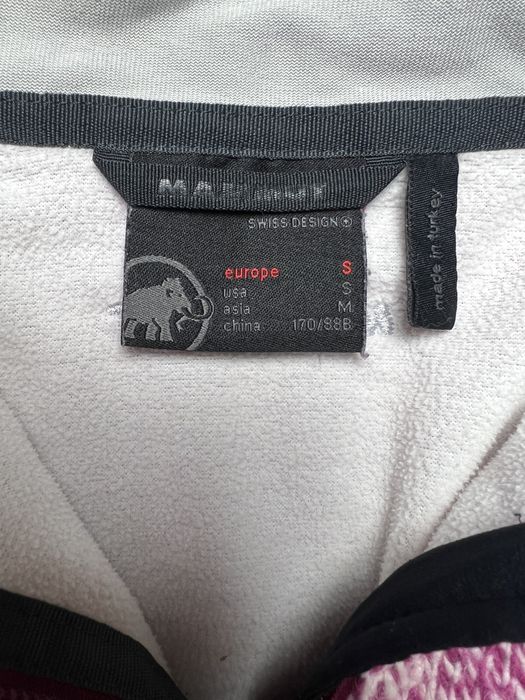 MAMMUT
SWISS DESIGN
europe S
usa S
asia M
china 170/88B
made in turkey